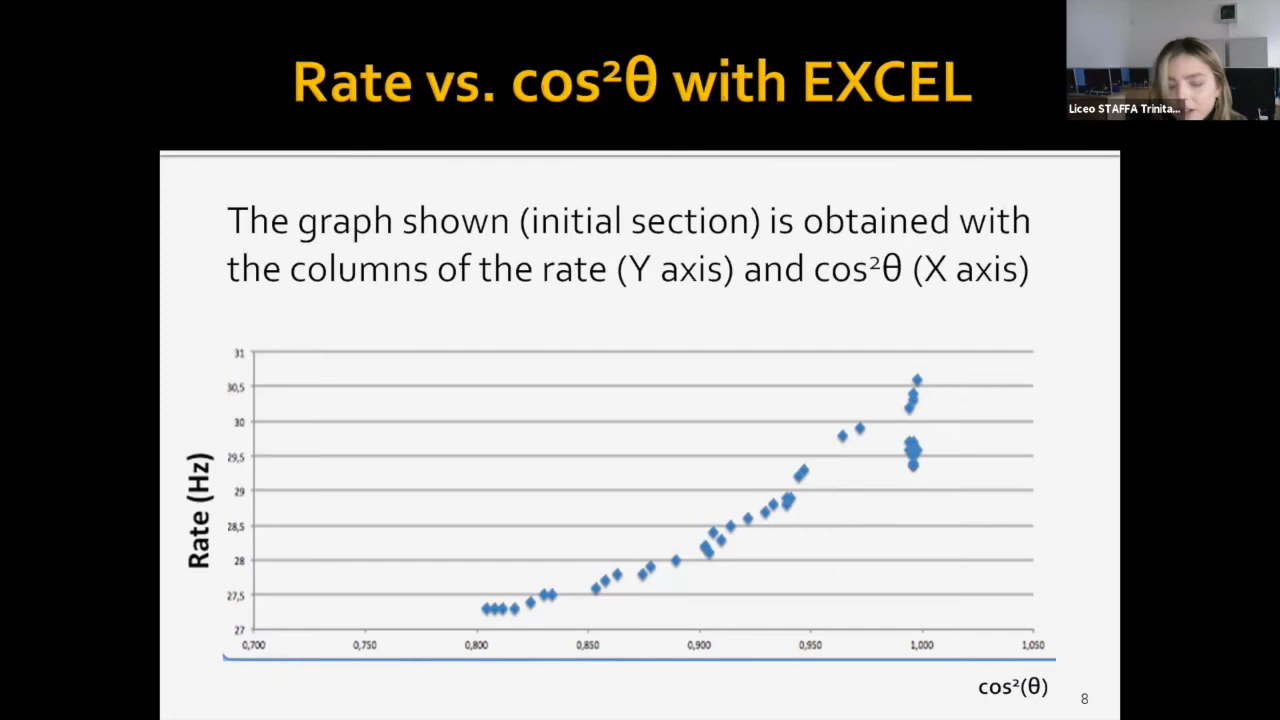 Rate vs. cos²θ with EXCEL
Liceo STAFFA Trinita...
The graph shown (initial section) is obtained with
the columns of the rate (Y axis) and cos²θ (X axis)
31
30,5
30
29,5
29
28,5
28
27,5
27
Rate (Hz)
0,700 0,750 0,800 0,850 0,900 0,950 1,000 1,050
cos²(θ)
8